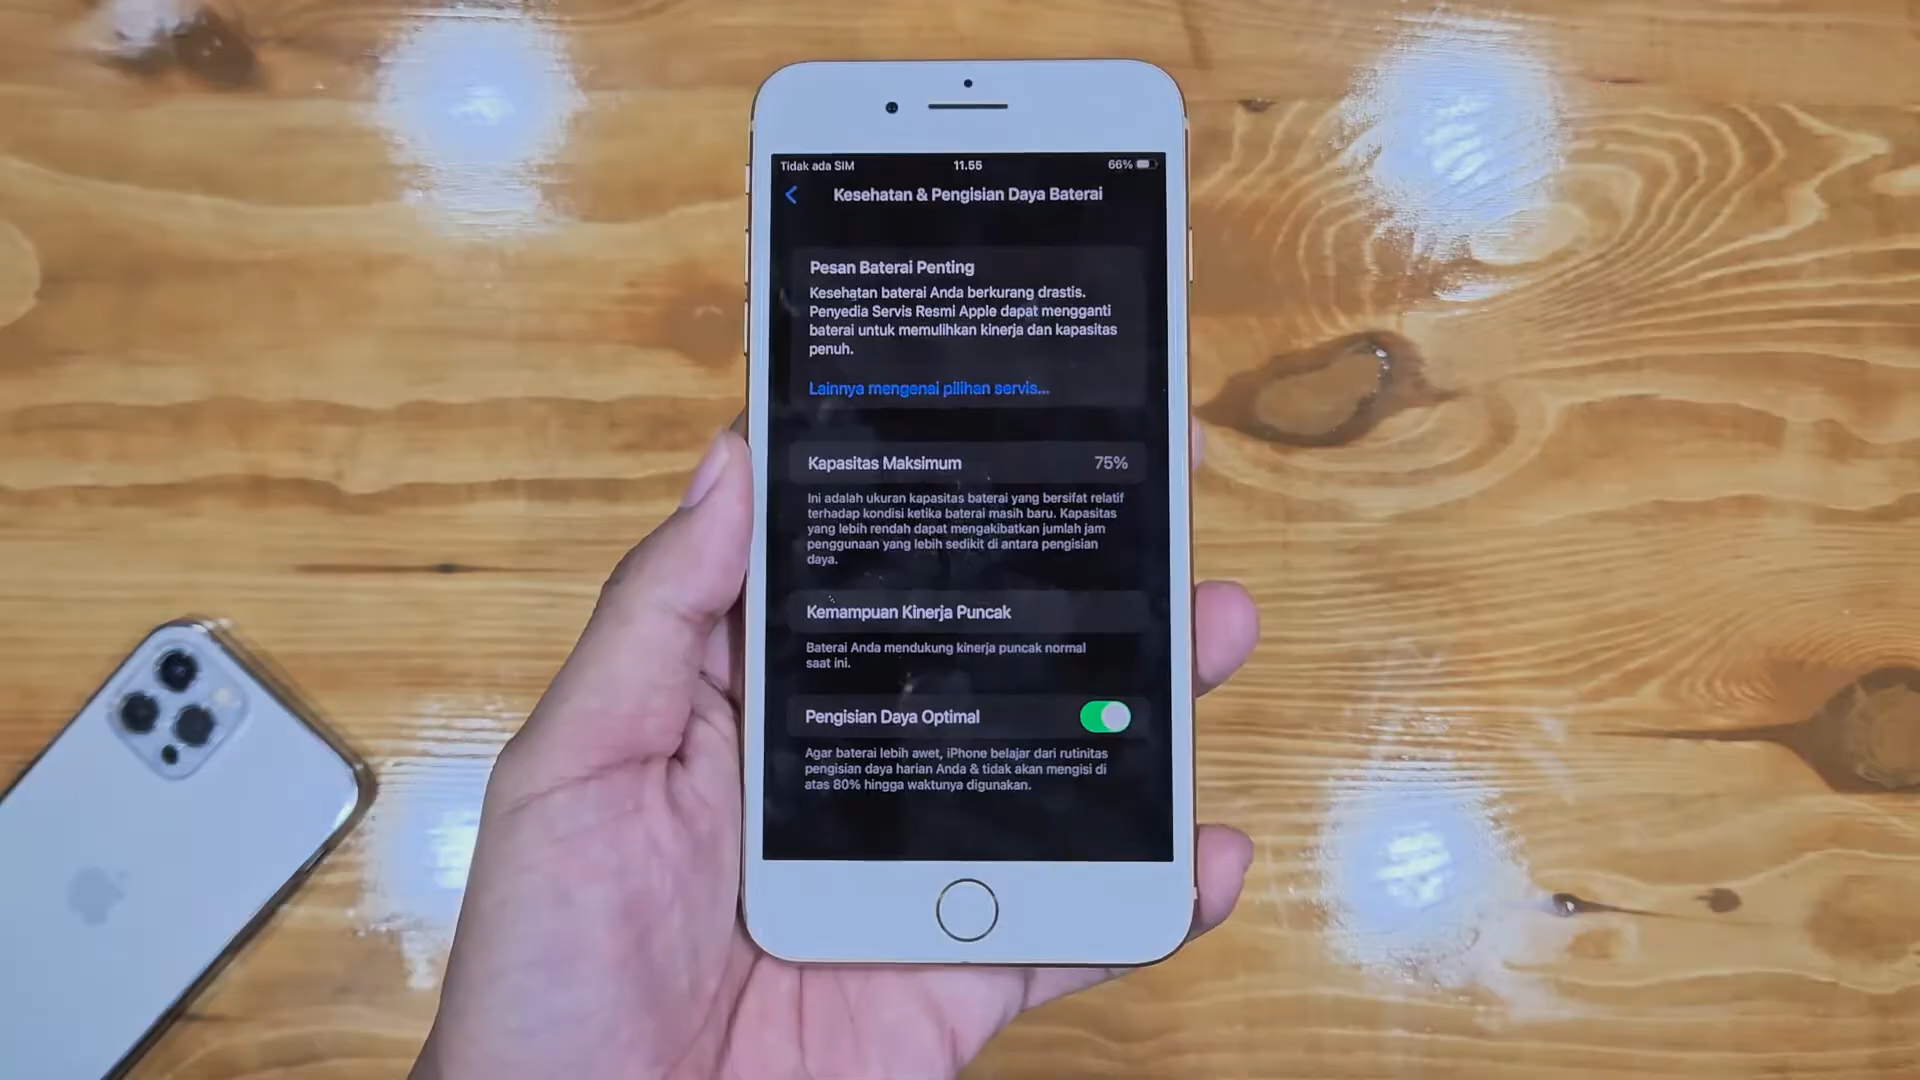 Tidak ada SIM 11.55 66%
Kesehatan & Pengisian Daya Baterai
Pesan Baterai Penting
Kesehatan baterai Anda berkurang drastis.
Penyedia Servis Resmi Apple dapat mengganti
baterai untuk memulihkan kinerja dan kapasitas
penuh.
Lainnya mengenai pilihan servis...
Kapasitas Maksimum 75%
Ini adalah ukuran kapasitas baterai yang bersifat relatif
terhadap kondisi ketika baterai masih baru. Kapasitas
yang lebih rendah dapat mengakibatkan jumlah jam
penggunaan yang lebih sedikit di antara pengisian
daya.
Kemampuan Kinerja Puncak
Baterai Anda mendukung kinerja puncak normal
saat ini.
Pengisian Daya Optimal
Agar baterai lebih awet, iPhone belajar dari rutinitas
pengisian daya harian Anda & tidak akan mengisi di
atas 80% hingga waktunya digunakan.